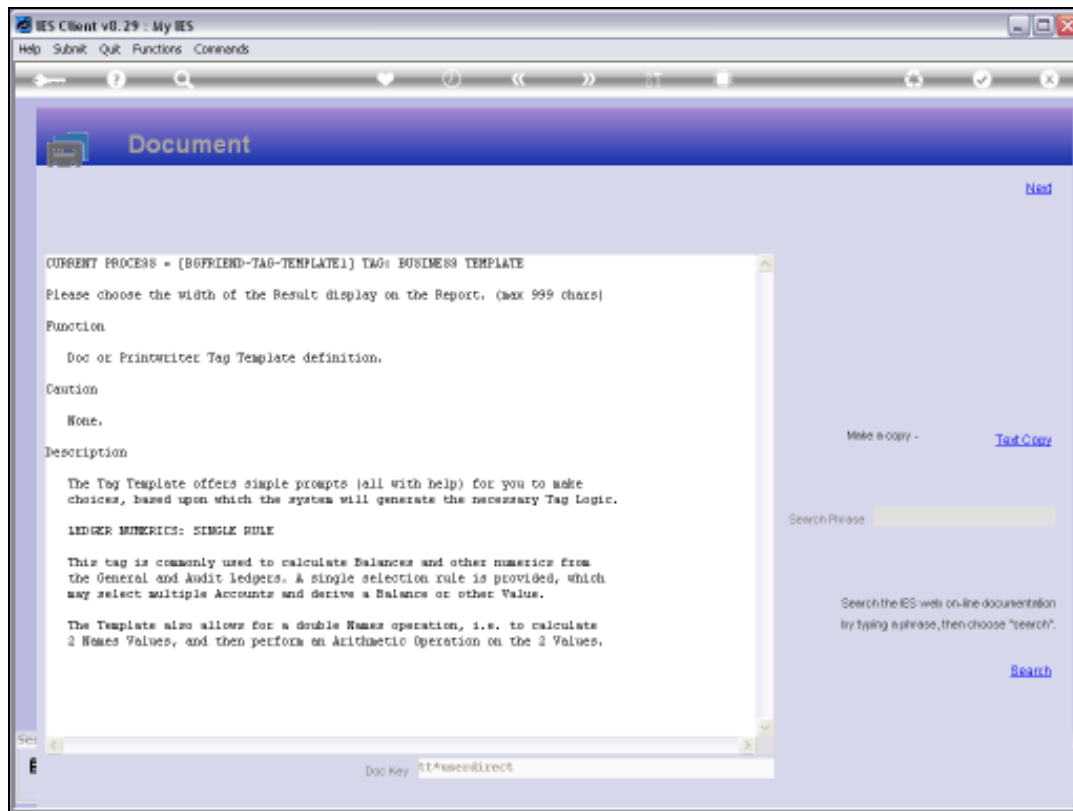 IES Client v8.29 : My IES
Help Submit Quit Functions Commands
Document
Next
CURRENT PROCESS = (BGFRIEND-TAG-TEMPLATE1) TAG: BUSINESS TEMPLATE
Please choose the width of the Result display on the Report. (max 999 chars)
Function
Doc or Printwriter Tag Template definition.
Caution
None.
Description
The Tag Template offers simple prompts (all with help) for you to make
choices, based upon which the system will generate the necessary Tag Logic.
LEDGER NUMERICS: SINGLE RULE
This tag is commonly used to calculate Balances and other numerics from
the General and Audit ledgers. A single selection rule is provided, which
may select multiple Accounts and derive a Balance or other Value.
The Template also allows for a double Names operation, i.e. to calculate
2 Names Values, and then perform an Arithmetic Operation on the 2 Values.
Make a copy -
Text Copy
Search Phrase
Search the IES web on-line documentation
by typing a phrase, then choose "search".
Search
Ses
Doc Key tt*userdirect